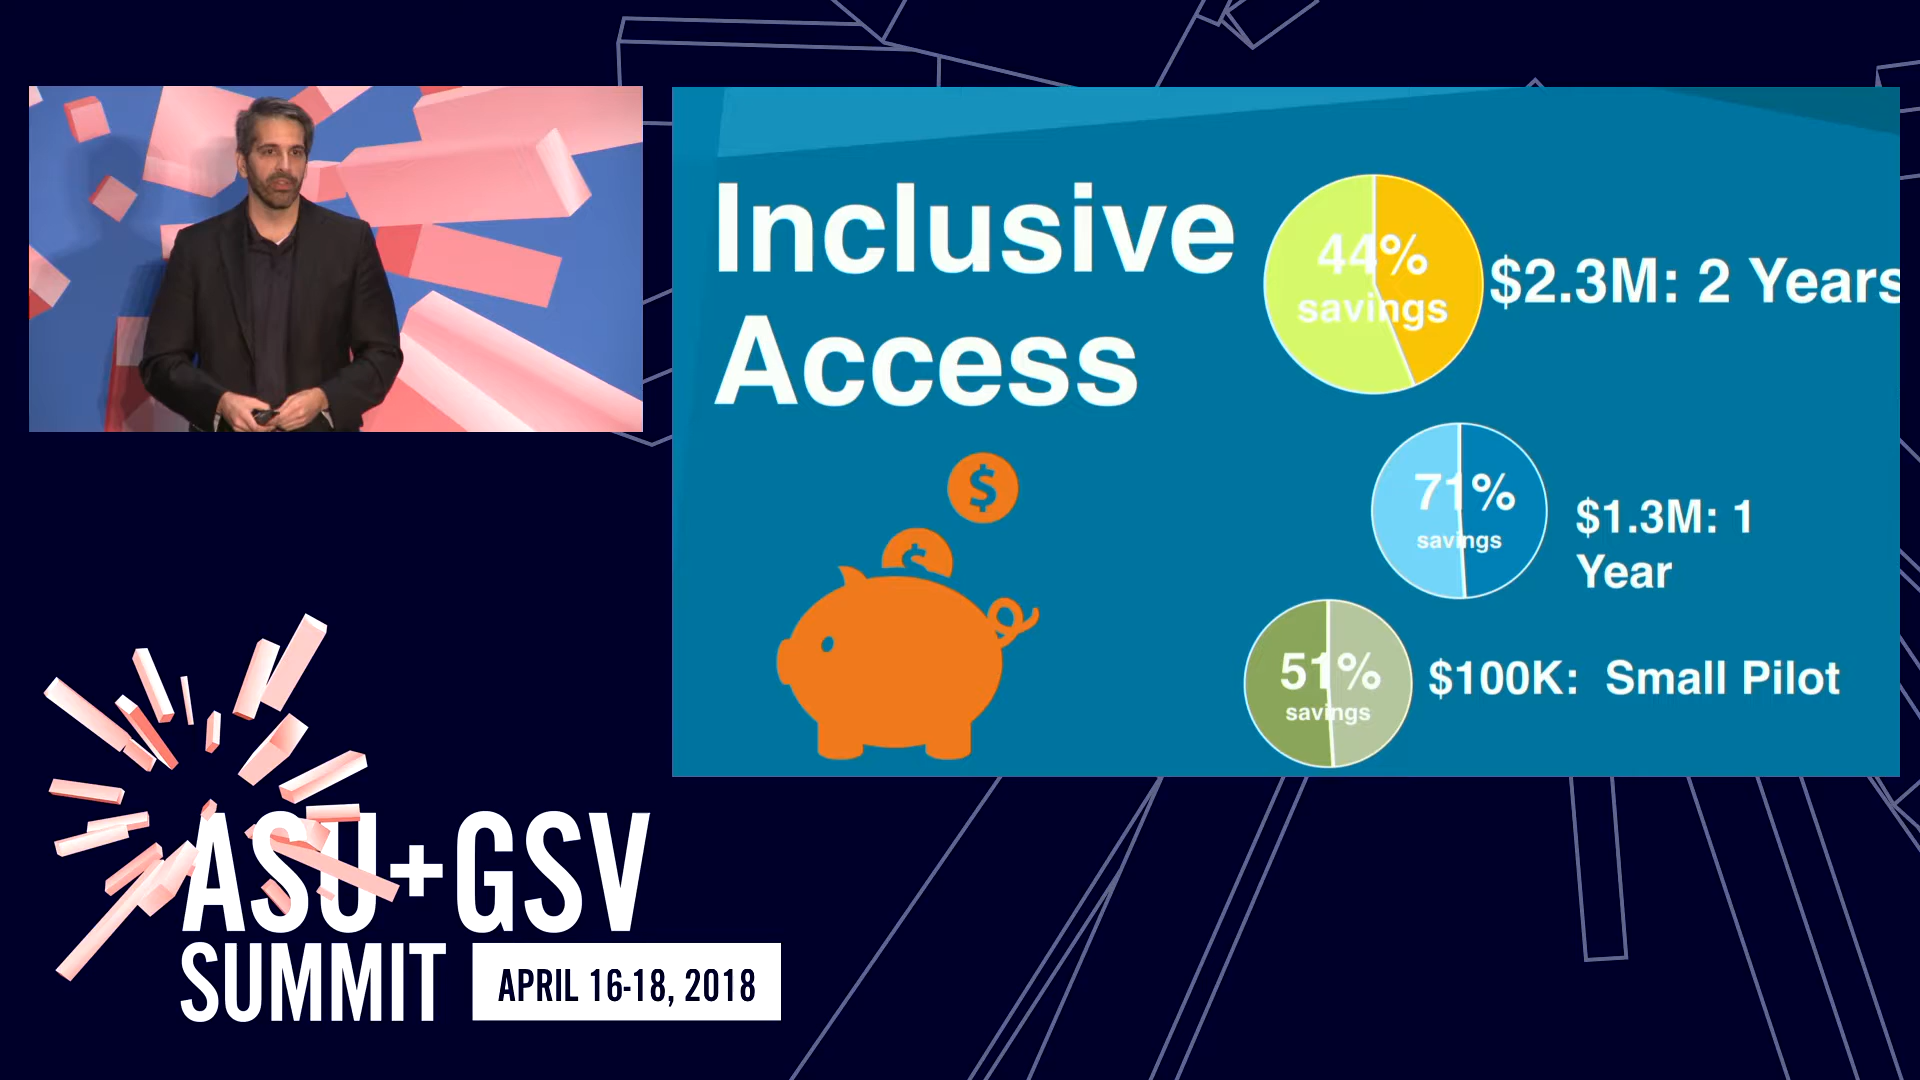 Inclusive
Access
44%
savings
$2.3M: 2 Years
71%
savings
$1.3M: 1
Year
51%
savings
$100K: Small Pilot
$
$
ASU+GSV
SUMMIT
APRIL 16-18, 2018